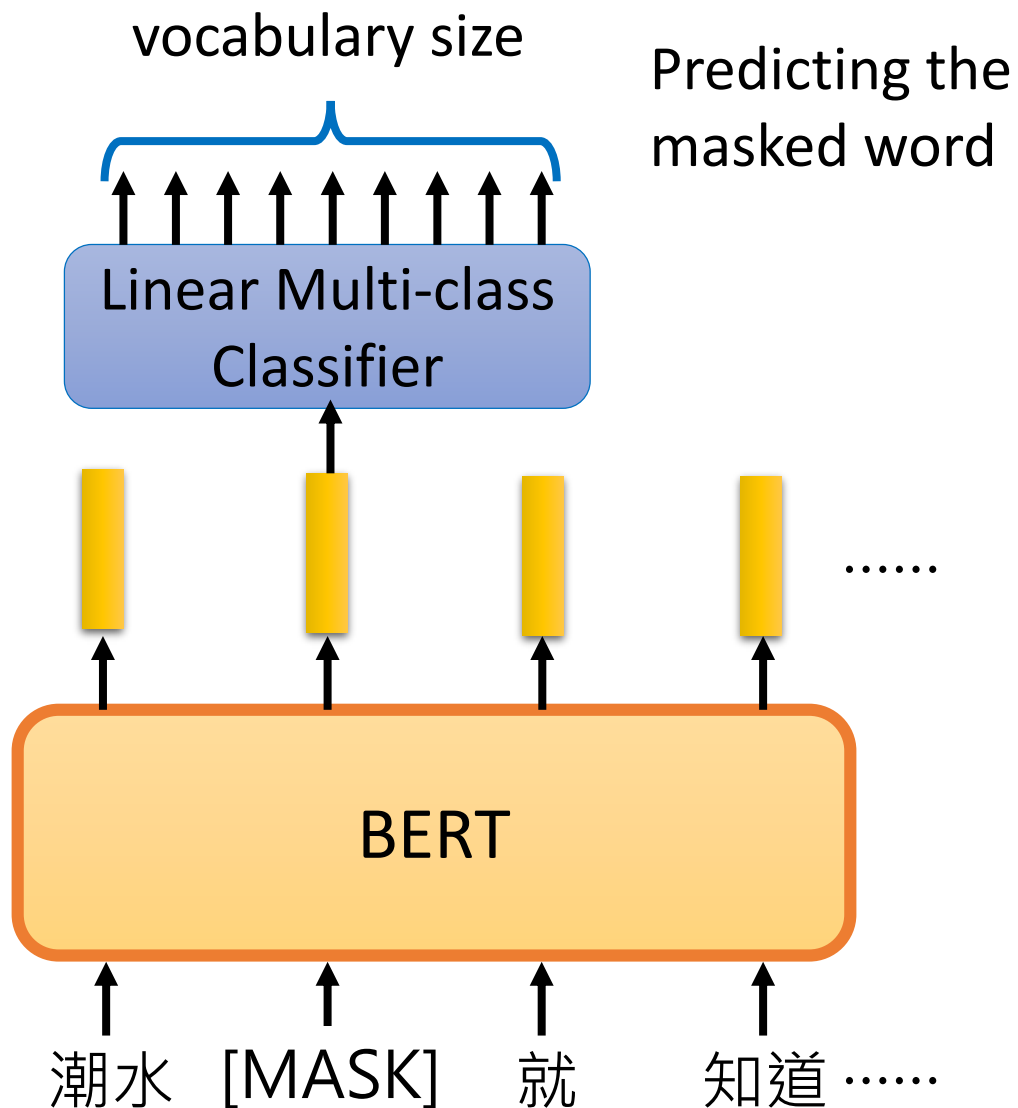 vocabulary size
Predicting the
masked word
Linear Multi-class
Classifier
······
BERT
潮水 [MASK] 就 知道 ······